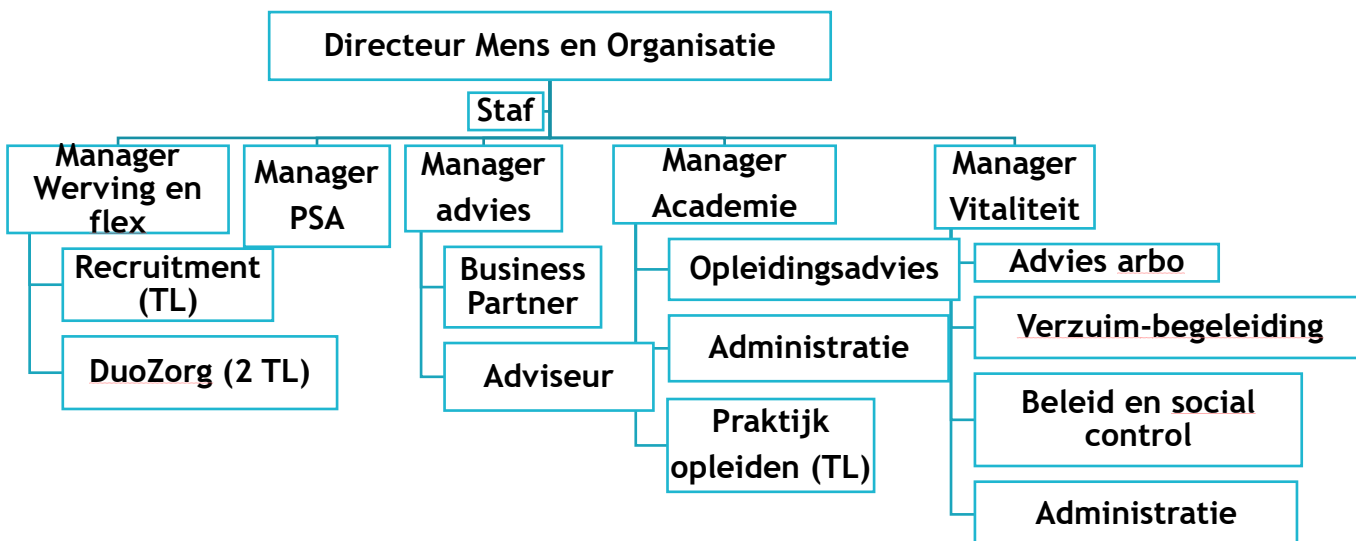 Directeur Mens en Organisatie
Staf
Manager
Werving en
flex
Recruitment
(TL)
DuoZorg (2 TL)
Manager
PSA
Manager
advies
Business
Partner
Adviseur
Manager
Academie
Opleidingsadvies
Administratie
Praktijk
opleiden (TL)
Manager
Vitaliteit
Advies arbo
Verzuim-begeleiding
Beleid en social
control
Administratie